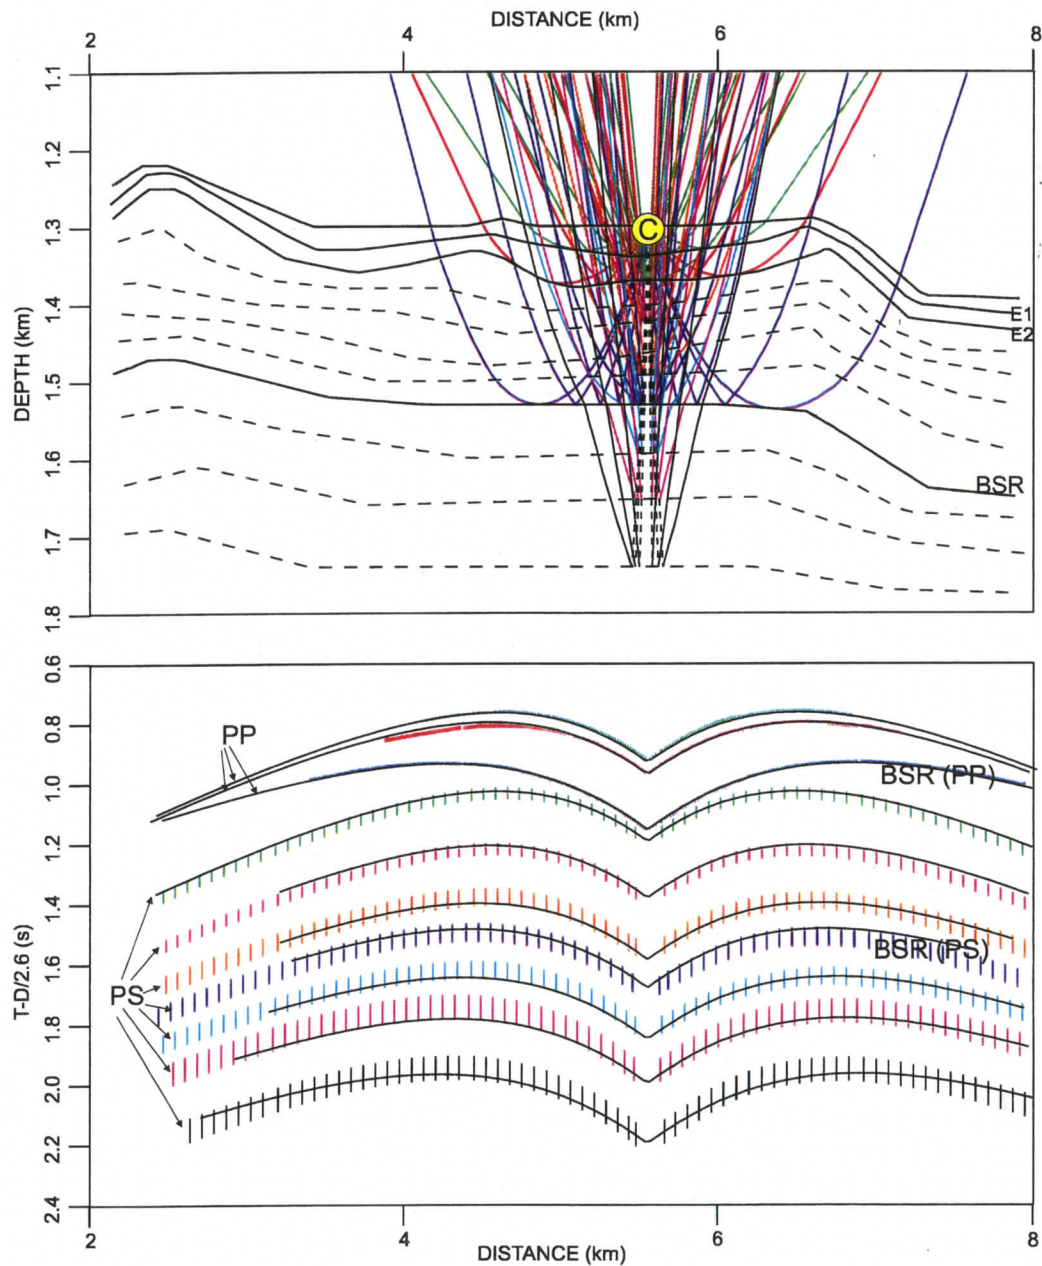 DISTANCE (km)
2 4 6 8
DEPTH (km)
1.1
1.2
1.3
1.4
1.5
1.6
1.7
1.8
C
E1
E2
BSR
T-D/2.6 (s)
0.6
0.8
1.0
1.2
1.4
1.6
1.8
2.0
2.2
2.4
PP
BSR (PP)
BSR (PS)
PS
2 4 6 8
DISTANCE (km)